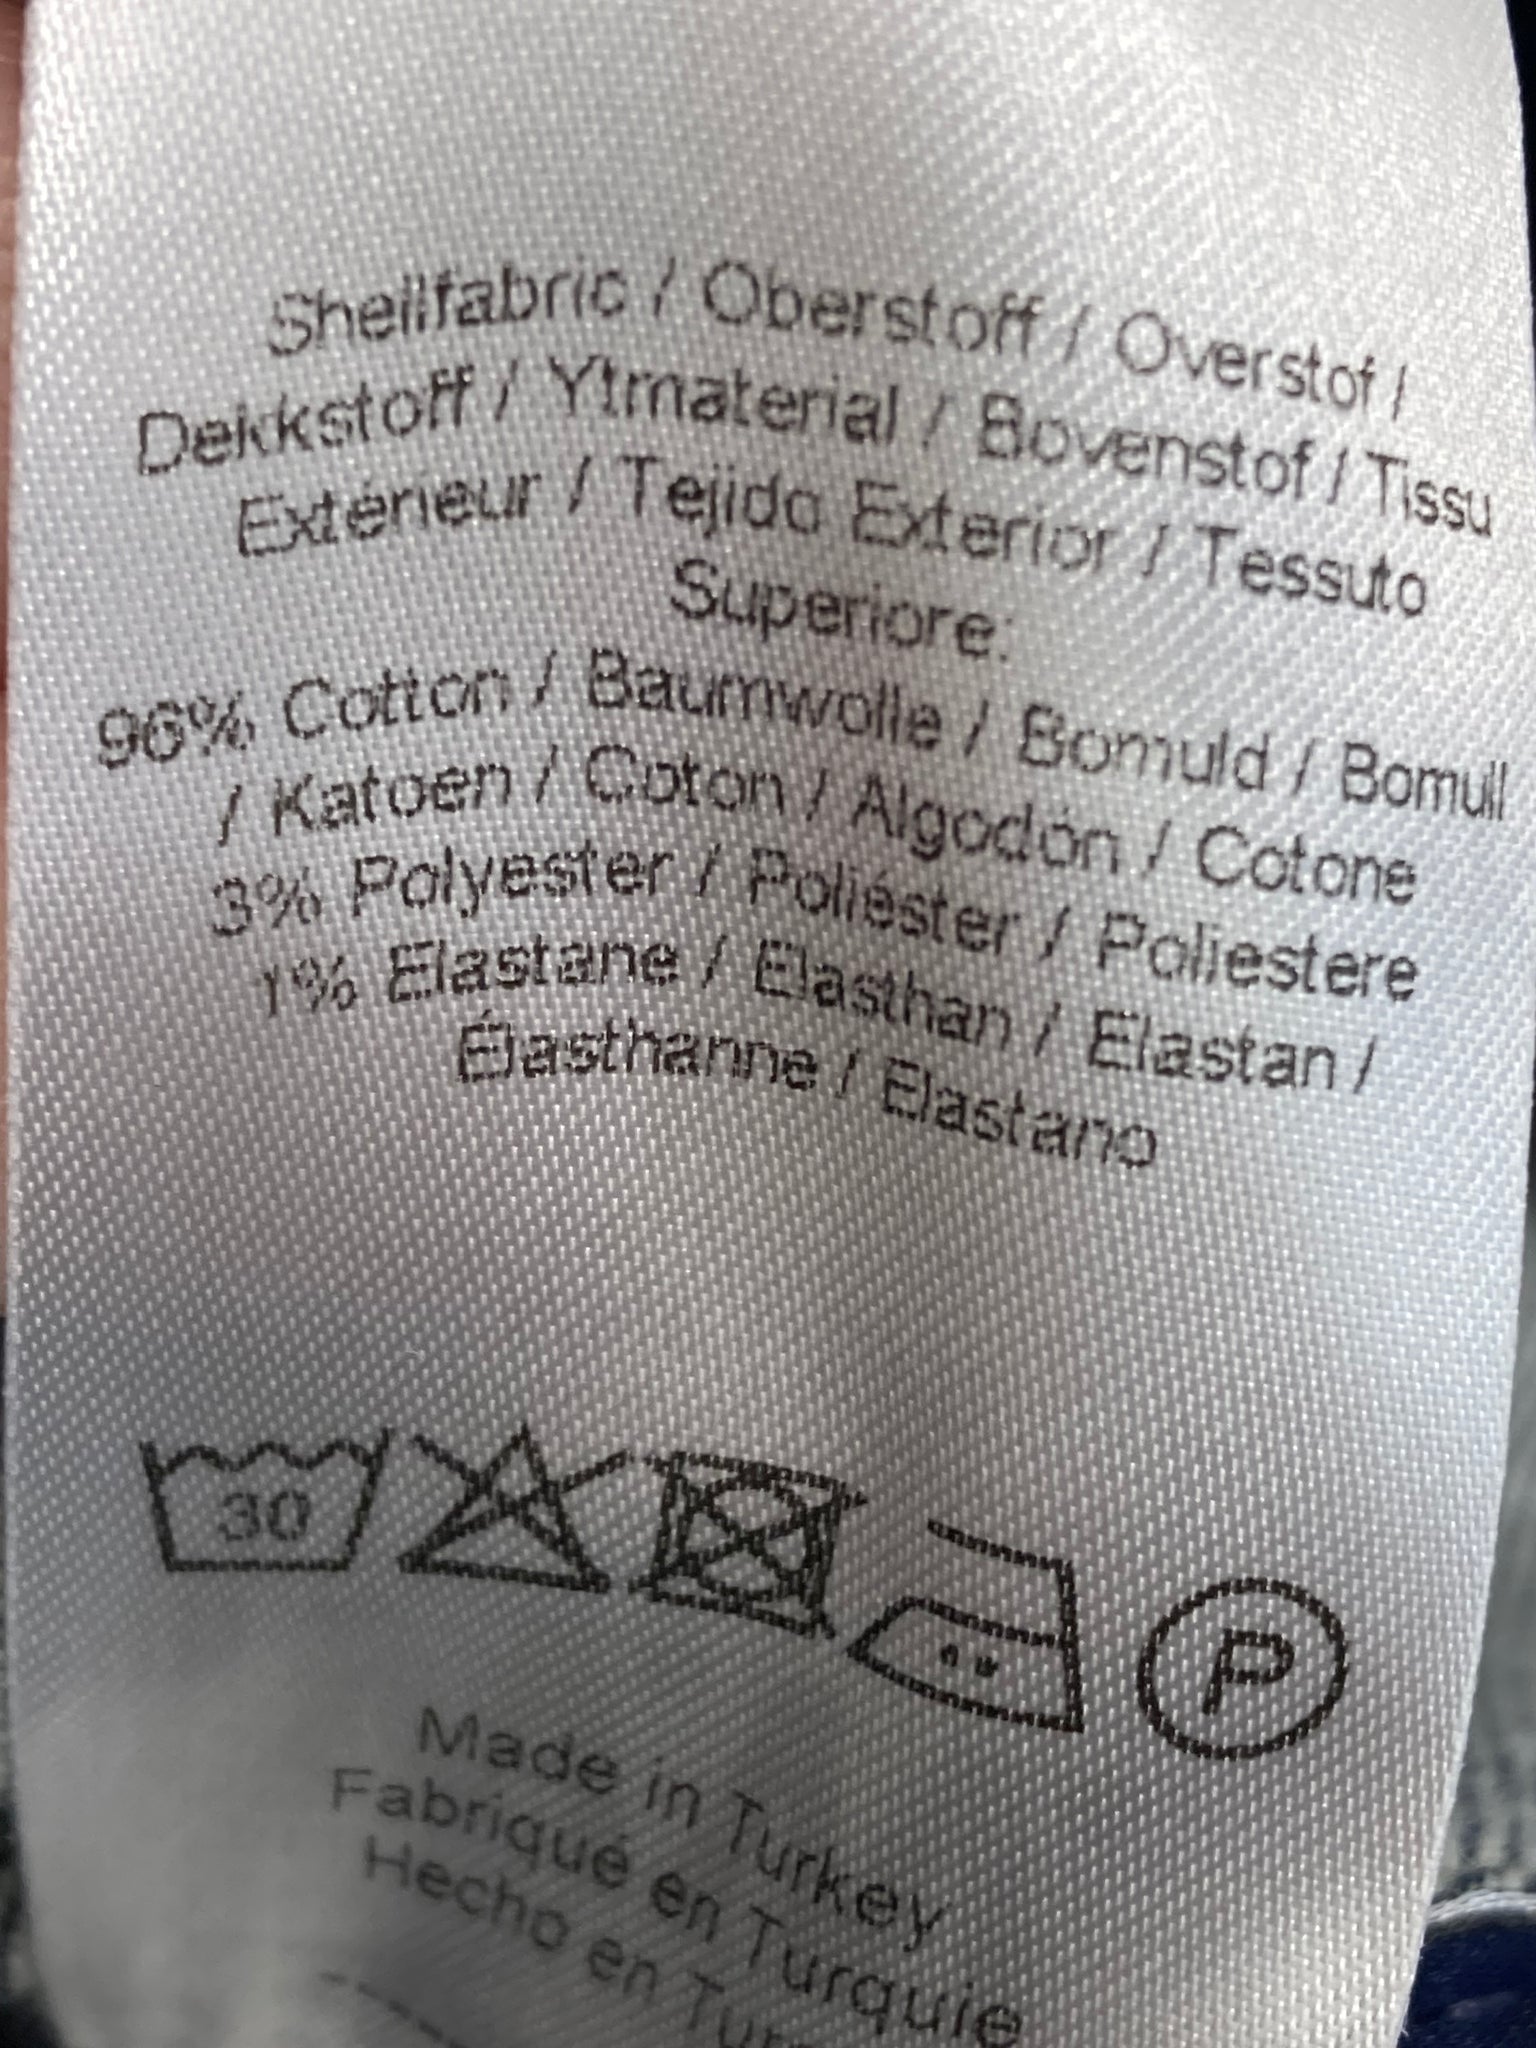 Shellfabric / Oberstoff / Overstof /
Dekkstoff / Ytmaterial / Bovenstof / Tissu
Extérieur / Tejido Exterior / Tessuto
Superiore:
96% Cotton / Baumwolle / Bomuld / Bomull
/ Katoen / Coton / Algodón / Cotone
3% Polyester / Poliéster / Poliestere
1% Elastane / Elasthan / Elastan /
Élasthanne / Elastano
30
P
Made in Turkey
Fabriqué en Turquie
Hecho en